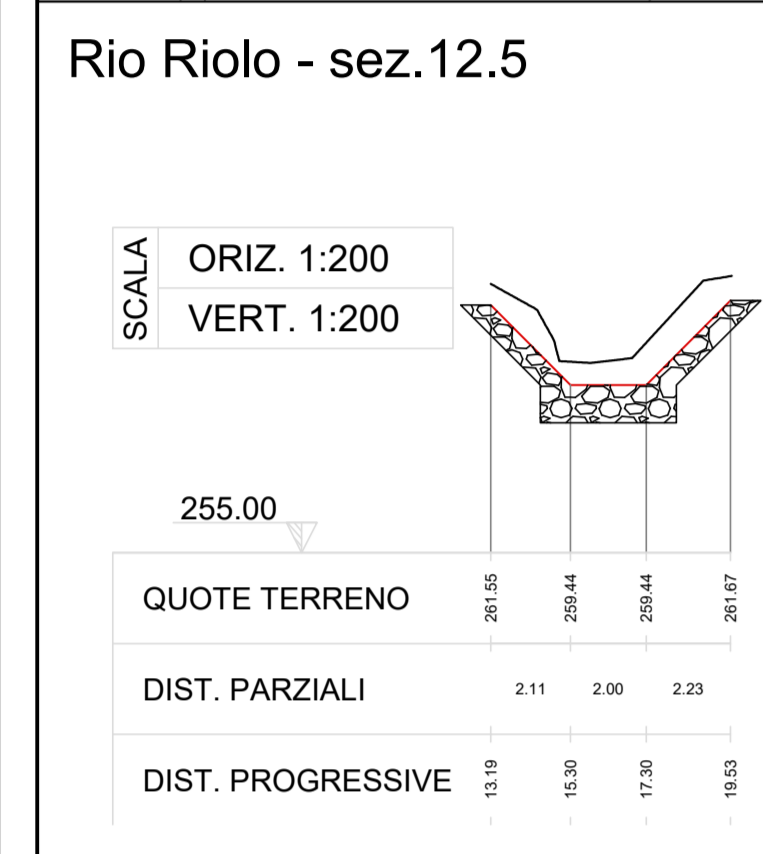 Rio Riolo - sez.12.5
SCALA
ORIZ. 1:200
VERT. 1:200
255.00
QUOTE TERRENO 261.55 259.44 259.44 261.67
DIST. PARZIALI 2.11 2.00 2.23
DIST. PROGRESSIVE 13.19 15.30 17.30 19.53